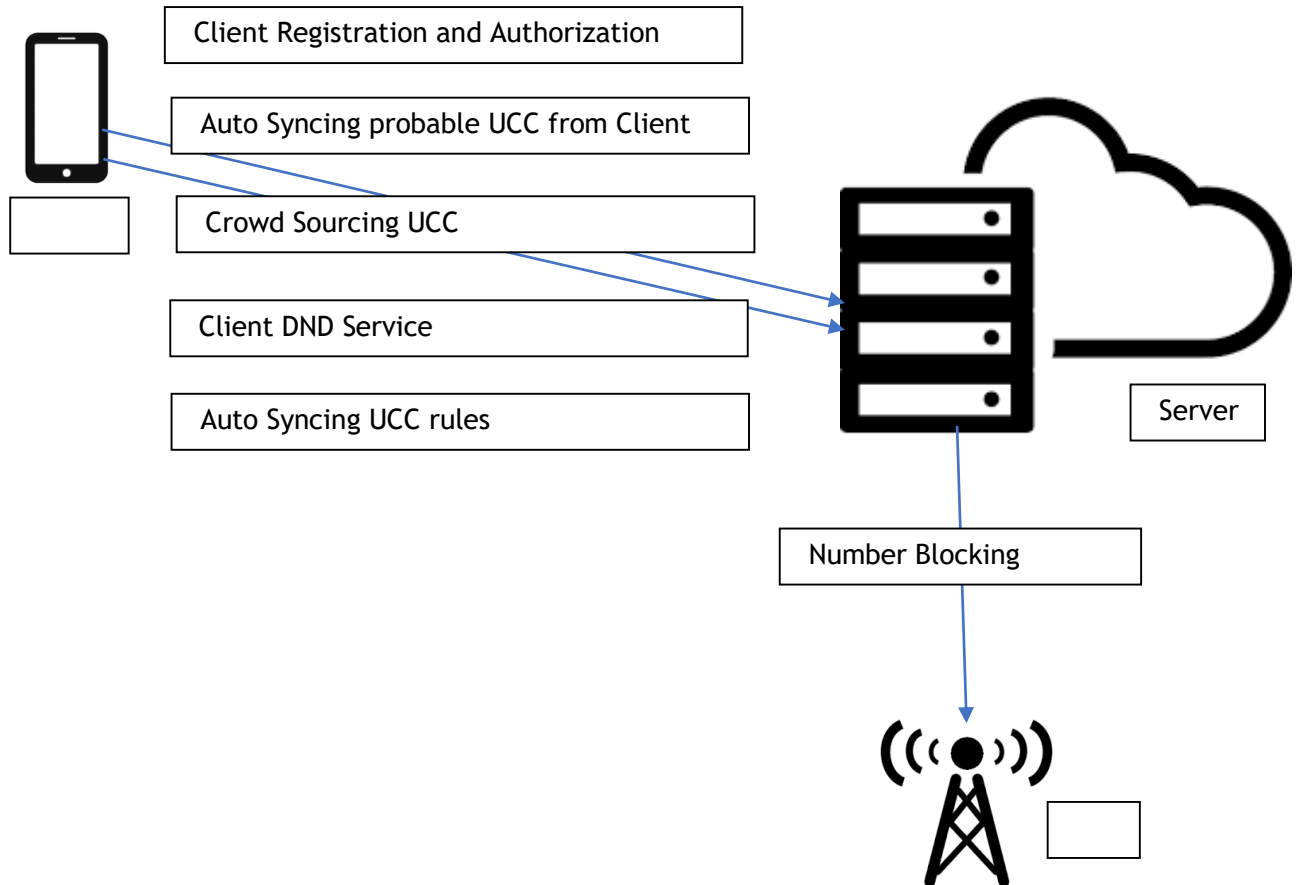 Client Registration and Authorization
Auto Syncing probable UCC from Client
Crowd Sourcing UCC
Client DND Service
Auto Syncing UCC rules
Server
Number Blocking